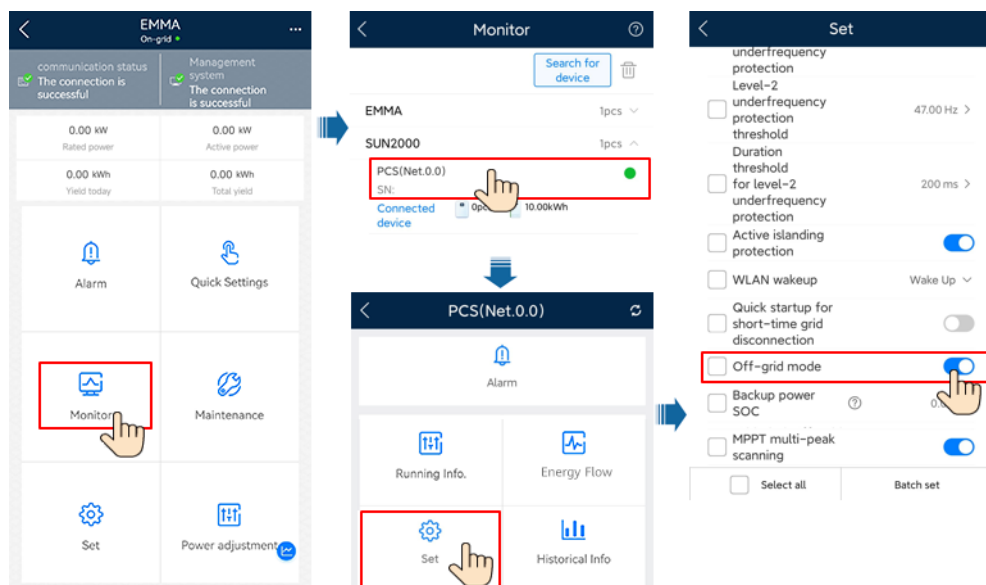 EMMA
On-grid
communication status
The connection is
successful
Management
system
The connection
is successful
0.00 kW
Rated power
0.00 kW
Active power
0.00 kWh
Yield today
0.00 kWh
Total yield
Alarm
Quick Settings
Monitor
Maintenance
Set
Power adjustment
Monitor
Search for
device
EMMA
1pcs
SUN2000
1pcs
PCS(Net.0.0)
SN:
Connected
device
10.00kWh
PCS(Net.0.0)
Alarm
Running Info.
Energy Flow
Set
Historical Info
Set
underfrequency
protection
Level-2
underfrequency
protection
threshold
47.00 Hz
Duration
threshold
for level-2
underfrequency
protection
200 ms
Active islanding
protection
WLAN wakeup
Wake Up
Quick startup for
short-time grid
disconnection
Off-grid mode
Backup power
SOC
MPPT multi-peak
scanning
Select all
Batch set